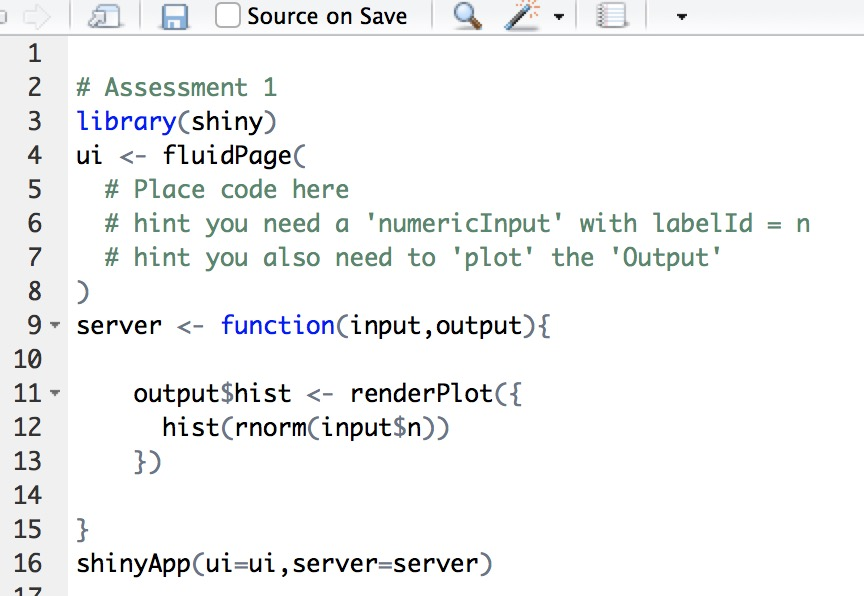 Source on Save
1
2 # Assessment 1
3 library(shiny)
4 ui <- fluidPage(
5   # Place code here
6   # hint you need a 'numericInput' with labelId = n
7   # hint you also need to 'plot' the 'Output'
8 )
9 server <- function(input,output){
10
11     output$hist <- renderPlot({
12       hist(rnorm(input$n))
13     })
14
15 }
16 shinyApp(ui=ui,server=server)
17